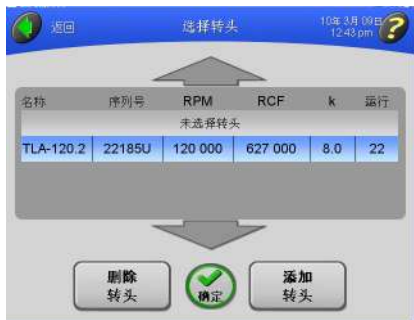 返回
选择转头
10年 3月 09日
12:43 pm
名称 序列号 RPM RCF k 运行
未选择转头
TLA-120.2 22185U 120 000 627 000 8.0 22
删除
转头
确定
添加
转头